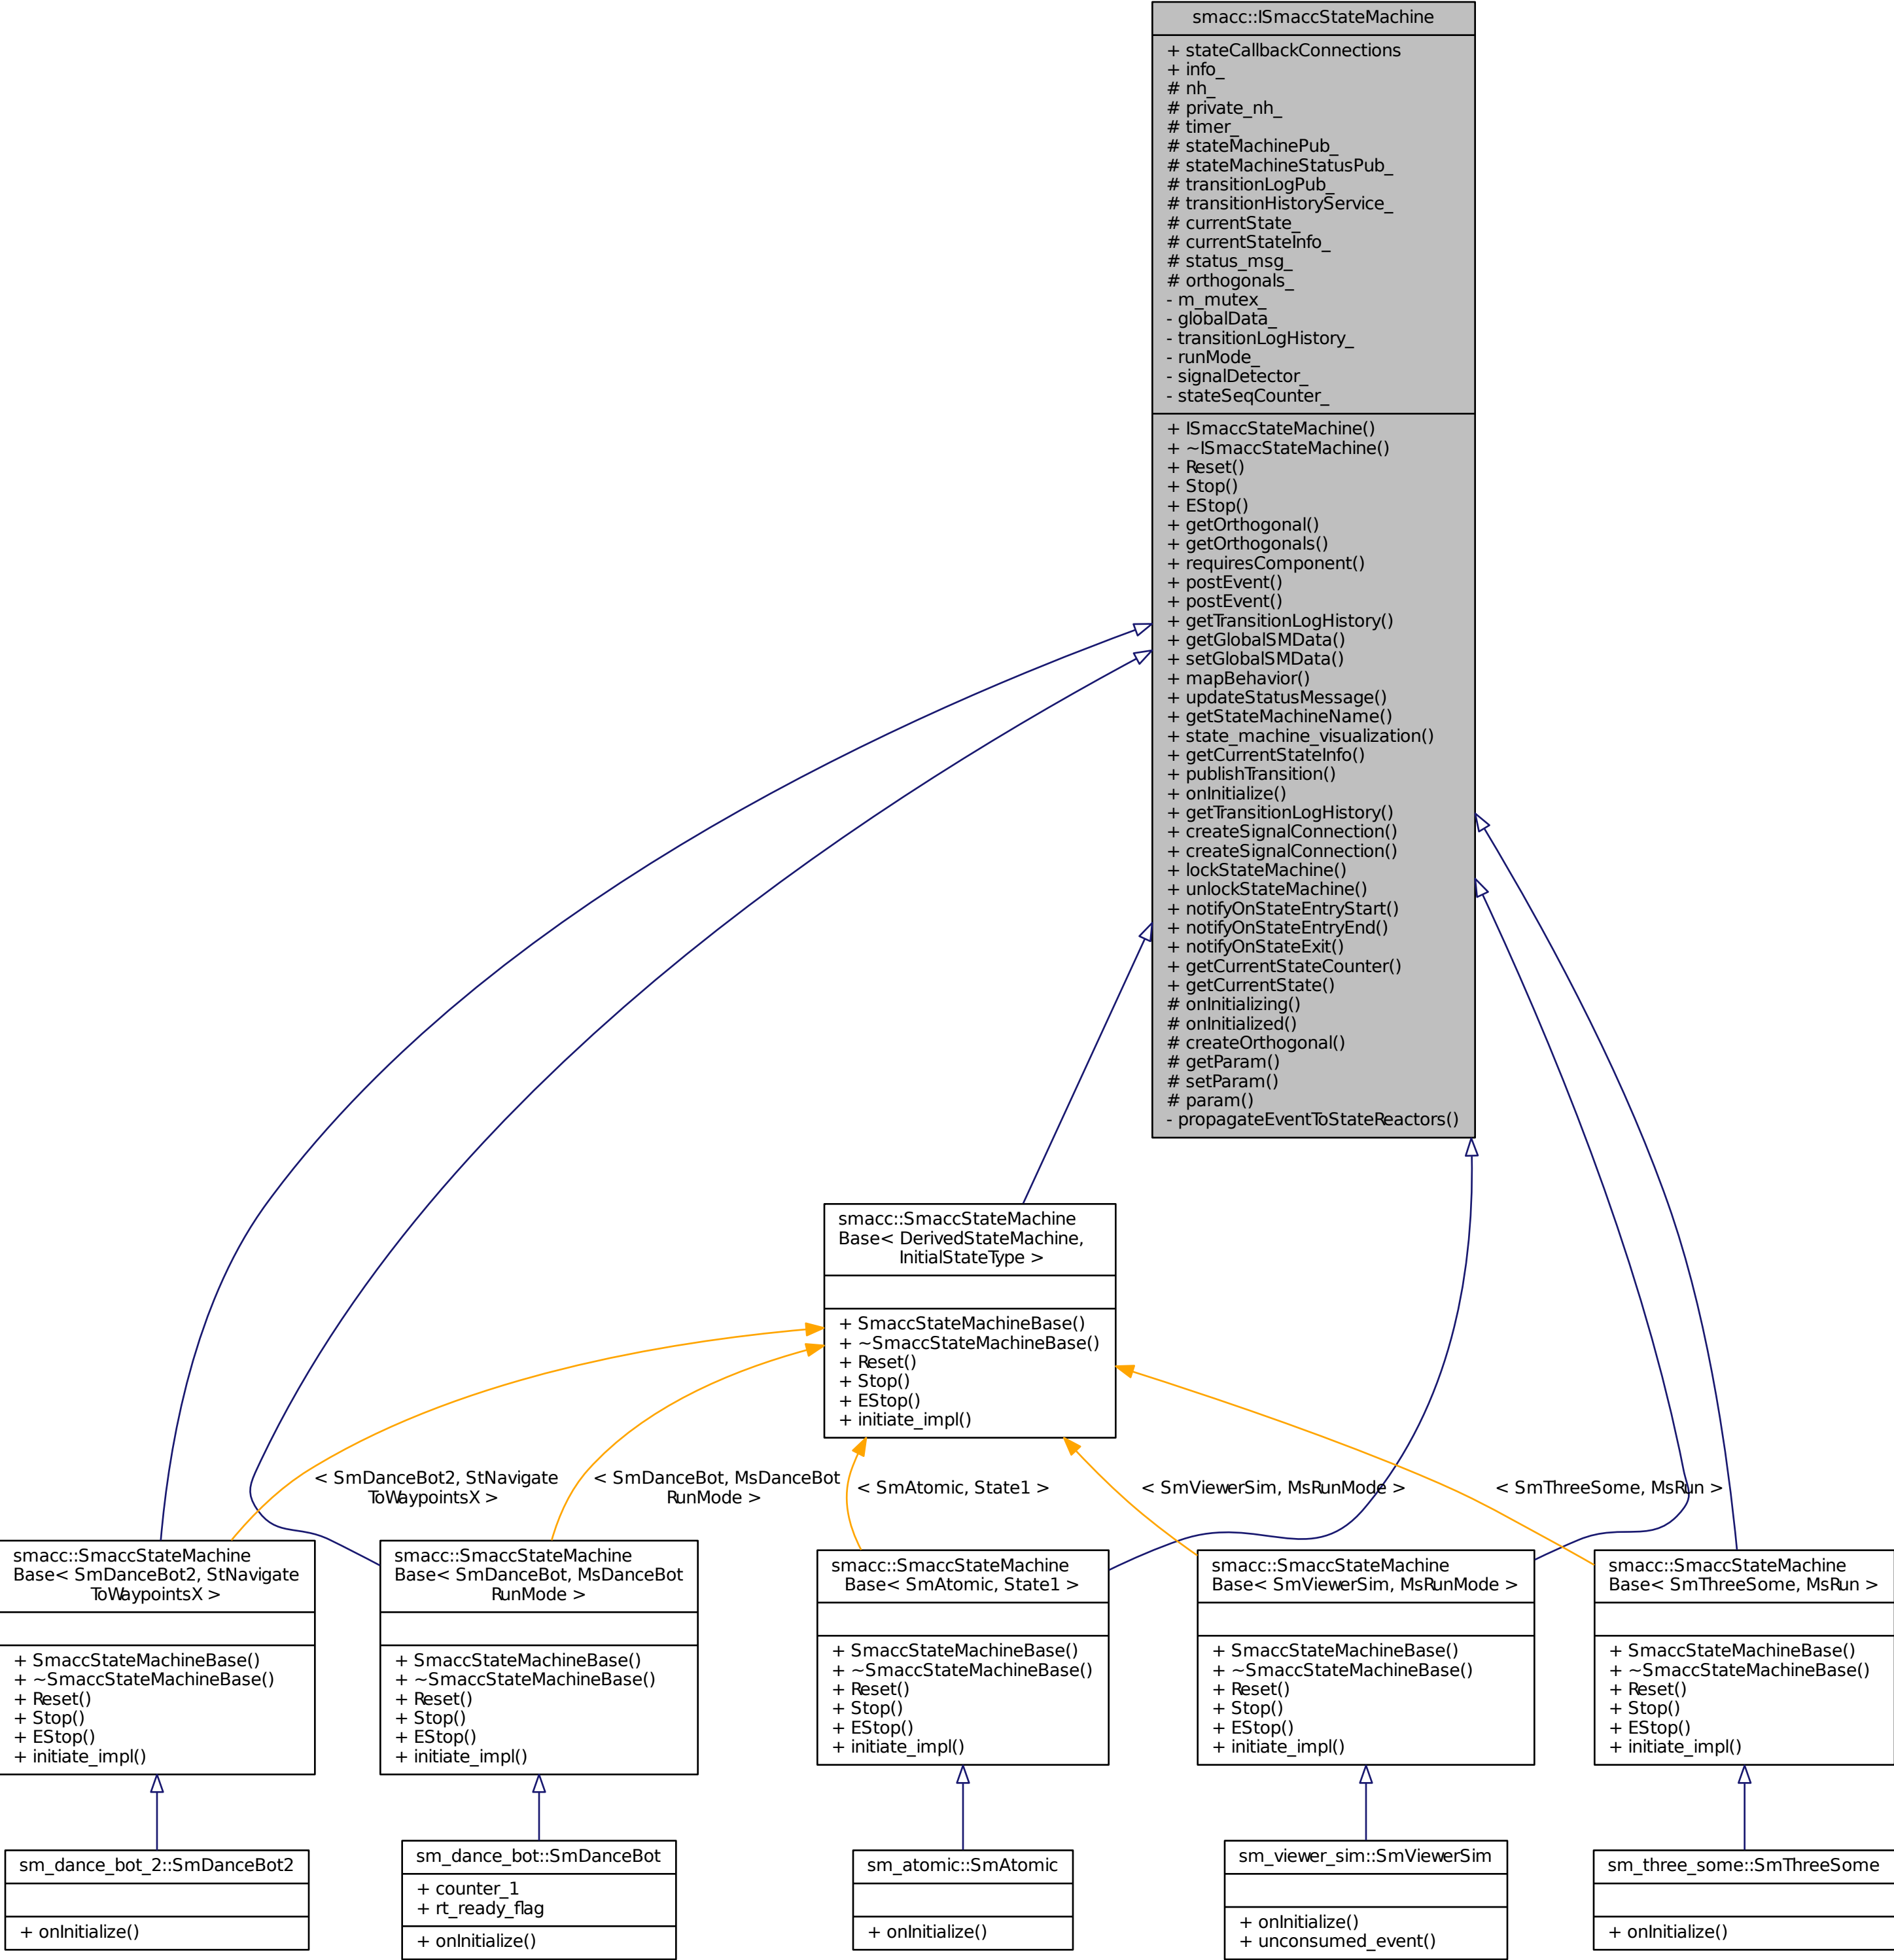 smacc::ISmaccStateMachine
+ stateCallbackConnections
+ info_
# nh_
# private_nh_
# timer_
# stateMachinePub_
# stateMachineStatusPub_
# transitionLogPub_
# transitionHistoryService_
# currentState_
# currentStateInfo_
# status_msg_
# orthogonals_
- m_mutex_
- globalData_
- transitionLogHistory_
- runMode_
- signalDetector_
- stateSeqCounter_
+ ISmaccStateMachine()
+ ~ISmaccStateMachine()
+ Reset()
+ Stop()
+ EStop()
+ getOrthogonal()
+ getOrthogonals()
+ requiresComponent()
+ postEvent()
+ postEvent()
+ getTransitionLogHistory()
+ getGlobalSMData()
+ setGlobalSMData()
+ mapBehavior()
+ updateStatusMessage()
+ getStateMachineName()
+ state_machine_visualization()
+ getCurrentStateInfo()
+ publishTransition()
+ onInitialize()
+ getTransitionLogHistory()
+ createSignalConnection()
+ createSignalConnection()
+ lockStateMachine()
+ unlockStateMachine()
+ notifyOnStateEntryStart()
+ notifyOnStateEntryEnd()
+ notifyOnStateExit()
+ getCurrentStateCounter()
+ getCurrentState()
# onInitializing()
# onInitialized()
# createOrthogonal()
# getParam()
# setParam()
# param()
- propagateEventToStateReactors()
smacc::SmaccStateMachine
Base< DerivedStateMachine,
InitialStateType >
+ SmaccStateMachineBase()
+ ~SmaccStateMachineBase()
+ Reset()
+ Stop()
+ EStop()
+ initiate_impl()
< SmDanceBot2, StNavigate
ToWaypointsX >
< SmDanceBot, MsDanceBot
RunMode >
< SmAtomic, State1 >
< SmViewerSim, MsRunMode >
< SmThreeSome, MsRun >
smacc::SmaccStateMachine
Base< SmDanceBot2, StNavigate
ToWaypointsX >
+ SmaccStateMachineBase()
+ ~SmaccStateMachineBase()
+ Reset()
+ Stop()
+ EStop()
+ initiate_impl()
smacc::SmaccStateMachine
Base< SmDanceBot, MsDanceBot
RunMode >
+ SmaccStateMachineBase()
+ ~SmaccStateMachineBase()
+ Reset()
+ Stop()
+ EStop()
+ initiate_impl()
smacc::SmaccStateMachine
Base< SmAtomic, State1 >
+ SmaccStateMachineBase()
+ ~SmaccStateMachineBase()
+ Reset()
+ Stop()
+ EStop()
+ initiate_impl()
smacc::SmaccStateMachine
Base< SmViewerSim, MsRunMode >
+ SmaccStateMachineBase()
+ ~SmaccStateMachineBase()
+ Reset()
+ Stop()
+ EStop()
+ initiate_impl()
smacc::SmaccStateMachine
Base< SmThreeSome, MsRun >
+ SmaccStateMachineBase()
+ ~SmaccStateMachineBase()
+ Reset()
+ Stop()
+ EStop()
+ initiate_impl()
sm_dance_bot_2::SmDanceBot2
+ onInitialize()
sm_dance_bot::SmDanceBot
+ counter_1
+ rt_ready_flag
+ onInitialize()
sm_atomic::SmAtomic
+ onInitialize()
sm_viewer_sim::SmViewerSim
+ onInitialize()
+ unconsumed_event()
sm_three_some::SmThreeSome
+ onInitialize()